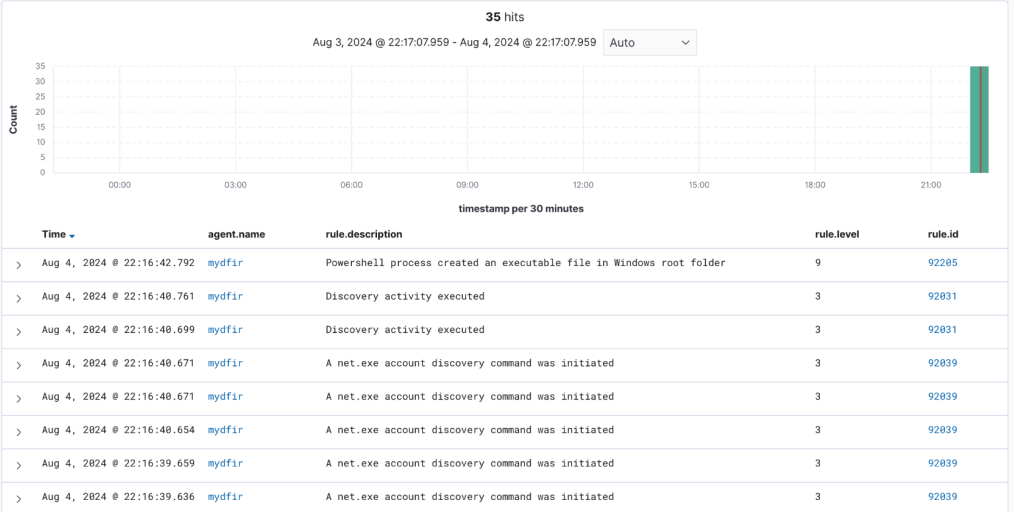 35 hits
Aug 3, 2024 @ 22:17:07.959 - Aug 4, 2024 @ 22:17:07.959 Auto
35
30
25
20
15
10
5
0
Count
00:00 03:00 06:00 09:00 12:00 15:00 18:00 21:00
timestamp per 30 minutes
Time agent.name rule.description rule.level rule.id
Aug 4, 2024 @ 22:16:42.792 mydfir Powershell process created an executable file in Windows root folder 9 92205
Aug 4, 2024 @ 22:16:40.761 mydfir Discovery activity executed 3 92031
Aug 4, 2024 @ 22:16:40.699 mydfir Discovery activity executed 3 92031
Aug 4, 2024 @ 22:16:40.671 mydfir A net.exe account discovery command was initiated 3 92039
Aug 4, 2024 @ 22:16:40.671 mydfir A net.exe account discovery command was initiated 3 92039
Aug 4, 2024 @ 22:16:40.654 mydfir A net.exe account discovery command was initiated 3 92039
Aug 4, 2024 @ 22:16:39.659 mydfir A net.exe account discovery command was initiated 3 92039
Aug 4, 2024 @ 22:16:39.636 mydfir A net.exe account discovery command was initiated 3 92039